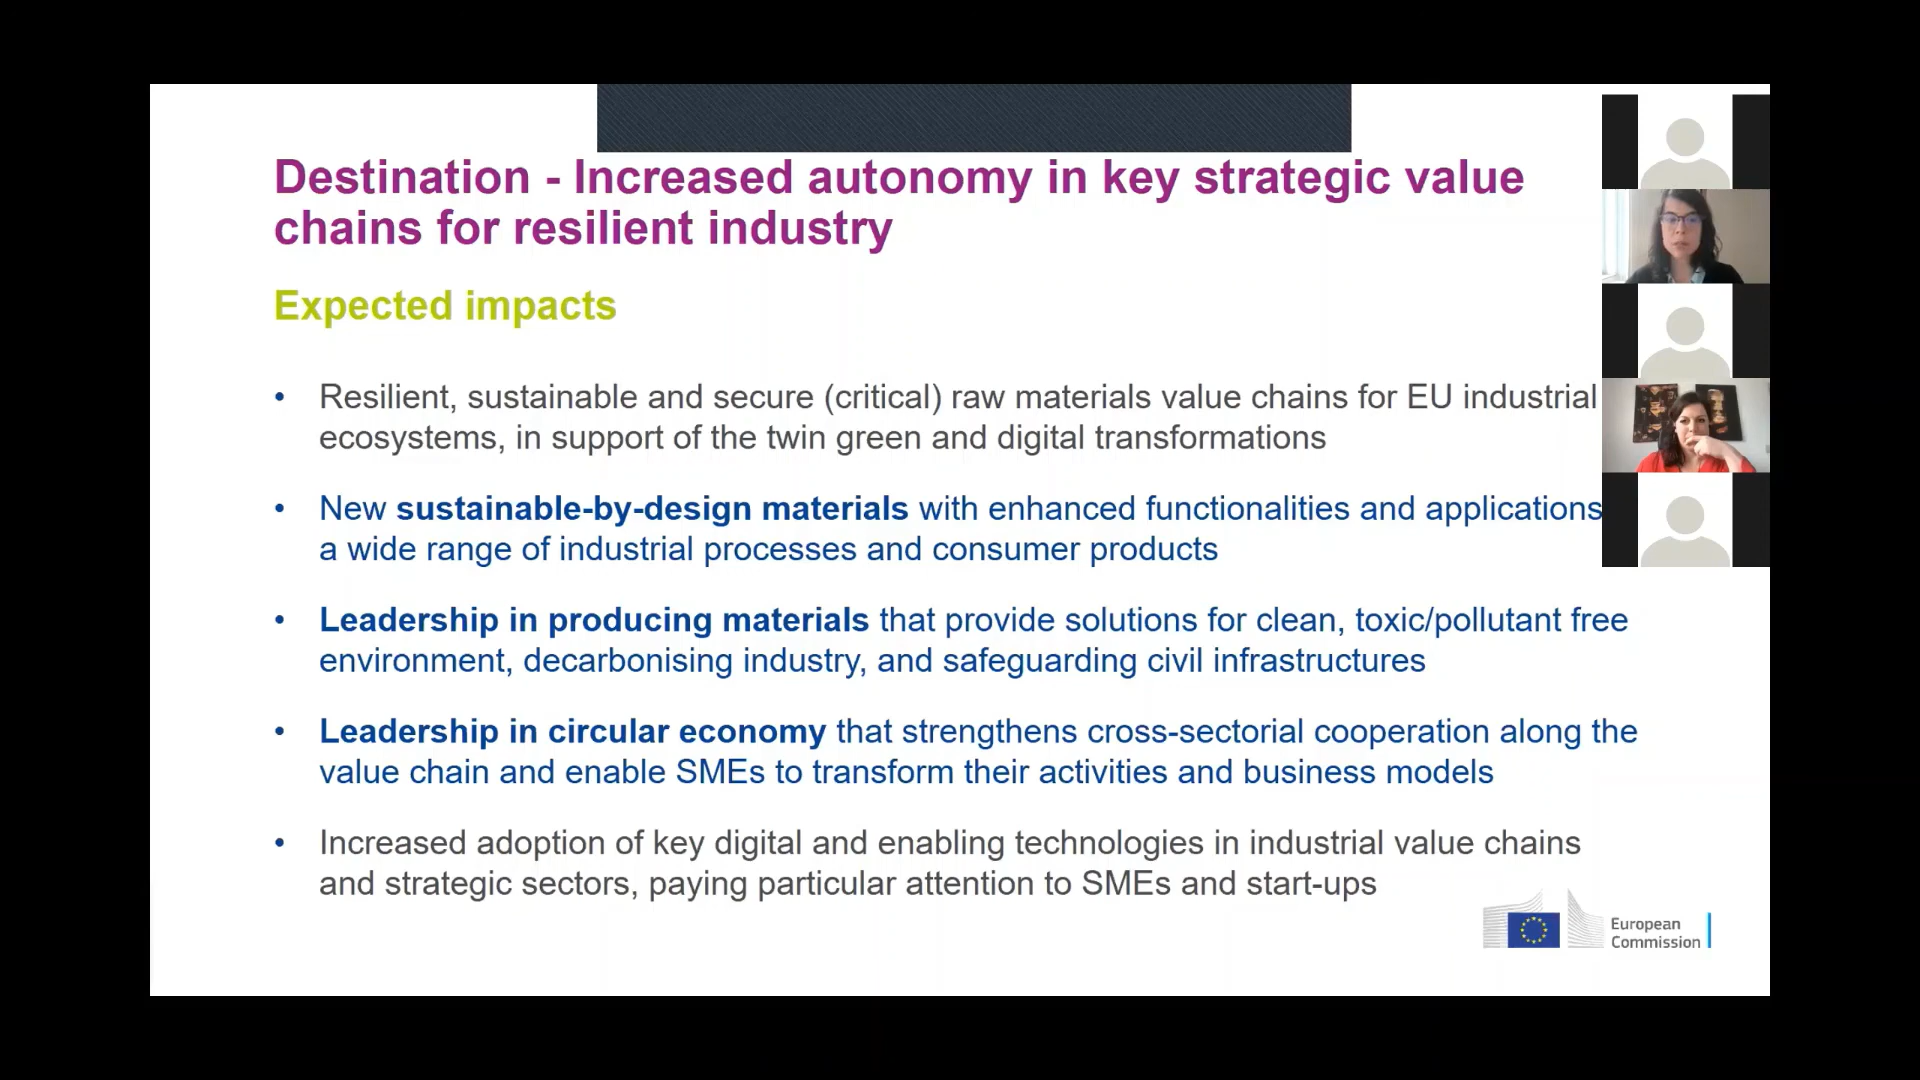 Destination - Increased autonomy in key strategic value
chains for resilient industry
Expected impacts
• Resilient, sustainable and secure (critical) raw materials value chains for EU industrial
ecosystems, in support of the twin green and digital transformations
• New sustainable-by-design materials with enhanced functionalities and applications
a wide range of industrial processes and consumer products
• Leadership in producing materials that provide solutions for clean, toxic/pollutant free
environment, decarbonising industry, and safeguarding civil infrastructures
• Leadership in circular economy that strengthens cross-sectorial cooperation along the
value chain and enable SMEs to transform their activities and business models
• Increased adoption of key digital and enabling technologies in industrial value chains
and strategic sectors, paying particular attention to SMEs and start-ups
European
Commission